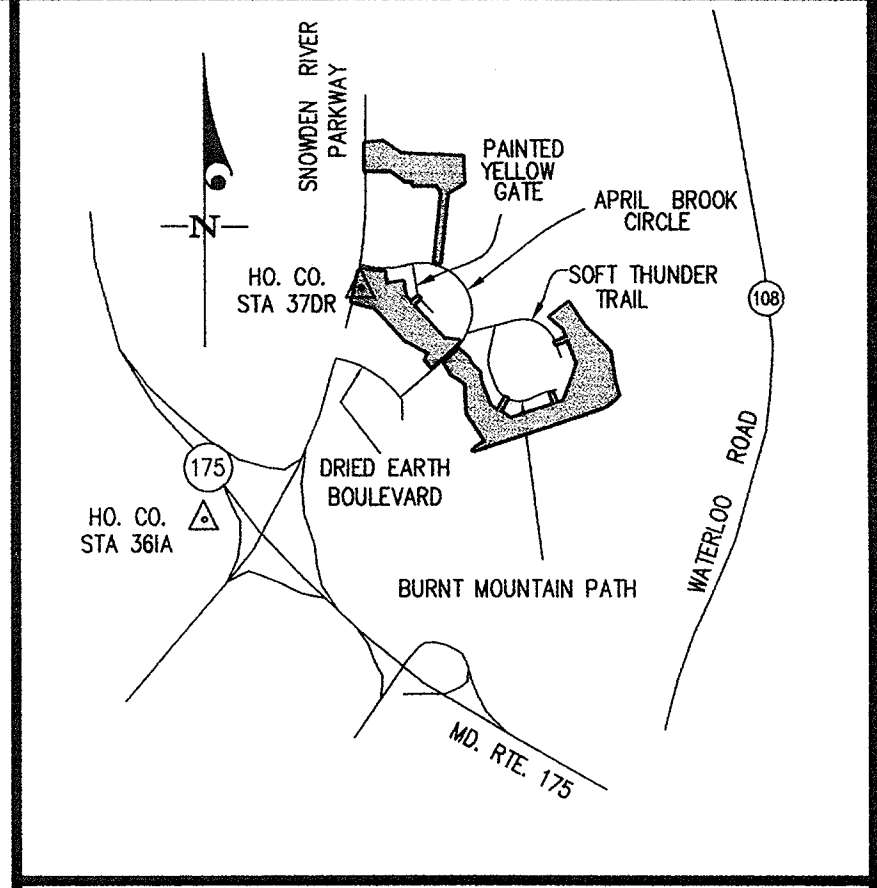 SNOWDEN RIVER
PARKWAY
N
PAINTED
YELLOW
GATE
APRIL BROOK
CIRCLE
SOFT THUNDER
TRAIL
HO. CO.
STA 37DR
108
175
DRIED EARTH
BOULEVARD
HO. CO.
STA 36IA
BURNT MOUNTAIN PATH
WATERLOO ROAD
MD. RTE. 175